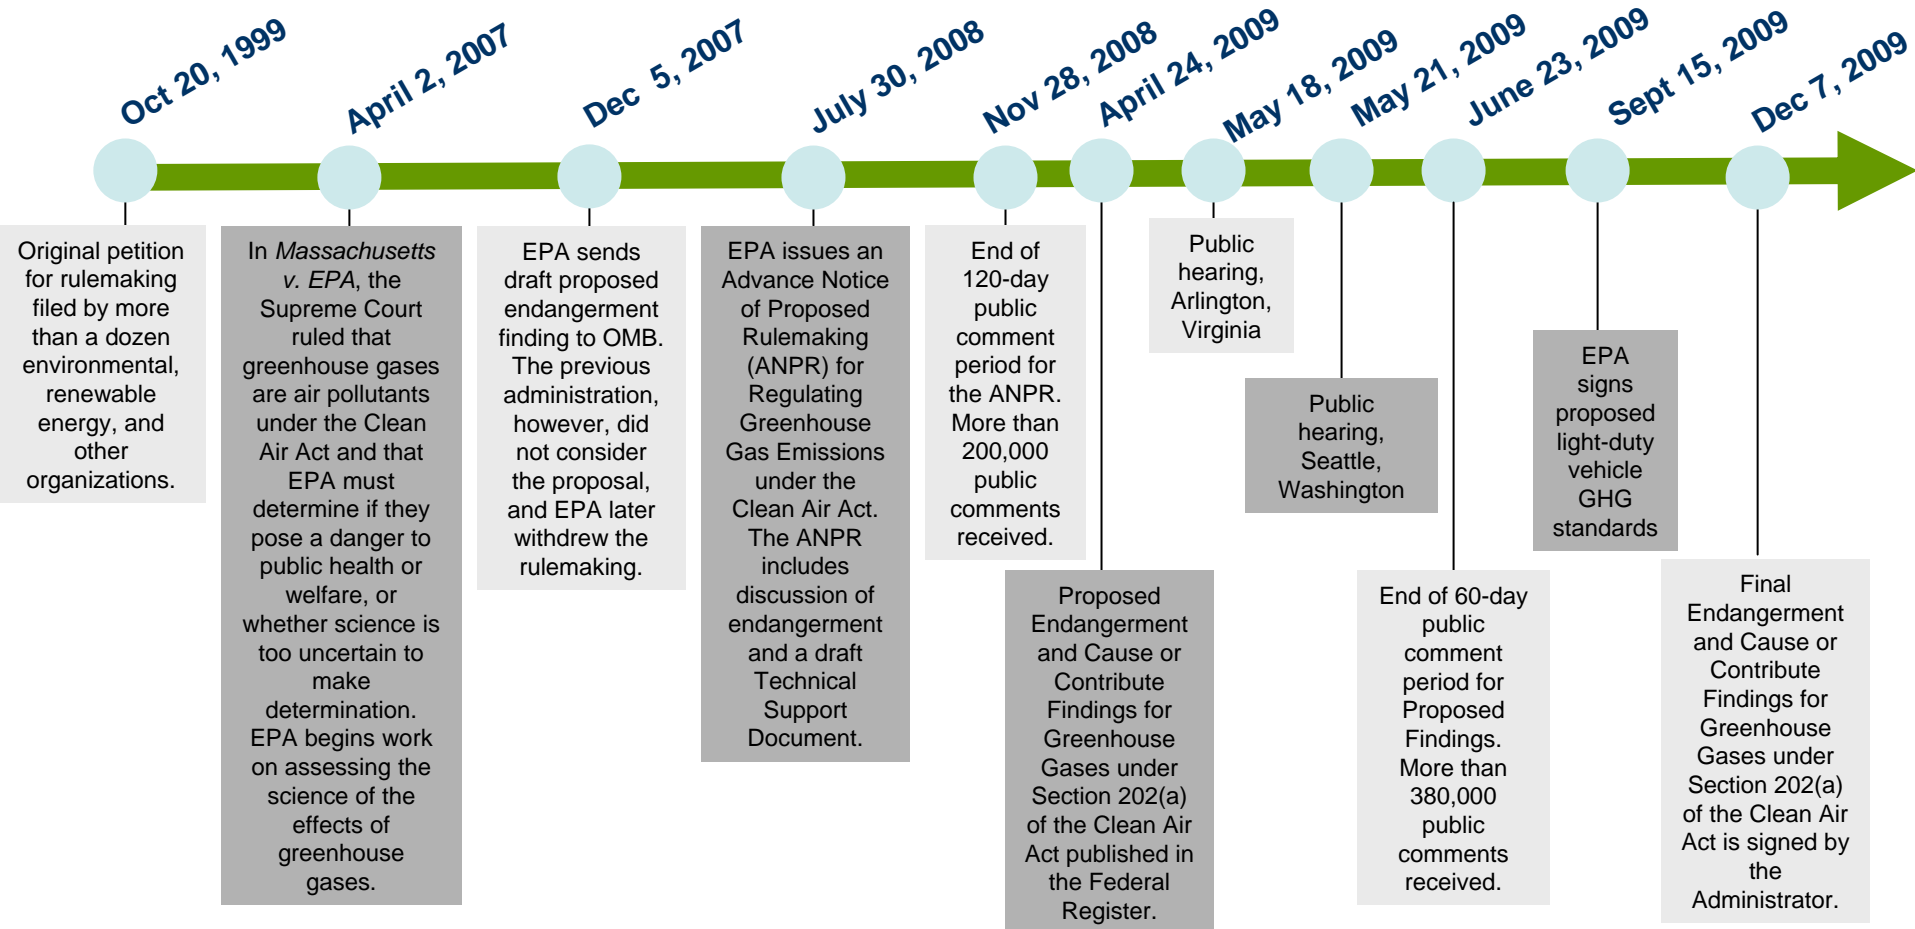 Oct 20, 1999
April 2, 2007
Dec 5, 2007
July 30, 2008
Nov 28, 2008
April 24, 2009
May 18, 2009
May 21, 2009
June 23, 2009
Sept 15, 2009
Dec 7, 2009
Original petition
for rulemaking
filed by more
than a dozen
environmental,
renewable
energy, and
other
organizations.
In Massachusetts
v. EPA, the
Supreme Court
ruled that
greenhouse gases
are air pollutants
under the Clean
Air Act and that
EPA must
determine if they
pose a danger to
public health or
welfare, or
whether science is
too uncertain to
make
determination.
EPA begins work
on assessing the
science of the
effects of
greenhouse
gases.
EPA sends
draft proposed
endangerment
finding to OMB.
The previous
administration,
however, did
not consider
the proposal,
and EPA later
withdrew the
rulemaking.
EPA issues an
Advance Notice
of Proposed
Rulemaking
(ANPR) for
Regulating
Greenhouse
Gas Emissions
under the
Clean Air Act.
The ANPR
includes
discussion of
endangerment
and a draft
Technical
Support
Document.
End of
120-day
public
comment
period for
the ANPR.
More than
200,000
public
comments
received.
Proposed
Endangerment
and Cause or
Contribute
Findings for
Greenhouse
Gases under
Section 202(a)
of the Clean Air
Act published in
the Federal
Register.
Public
hearing,
Arlington,
Virginia
Public
hearing,
Seattle,
Washington
End of 60-day
public
comment
period for
Proposed
Findings.
More than
380,000
public
comments
received.
EPA
signs
proposed
light-duty
vehicle
GHG
standards
Final
Endangerment
and Cause or
Contribute
Findings for
Greenhouse
Gases under
Section 202(a)
of the Clean Air
Act is signed by
the
Administrator.